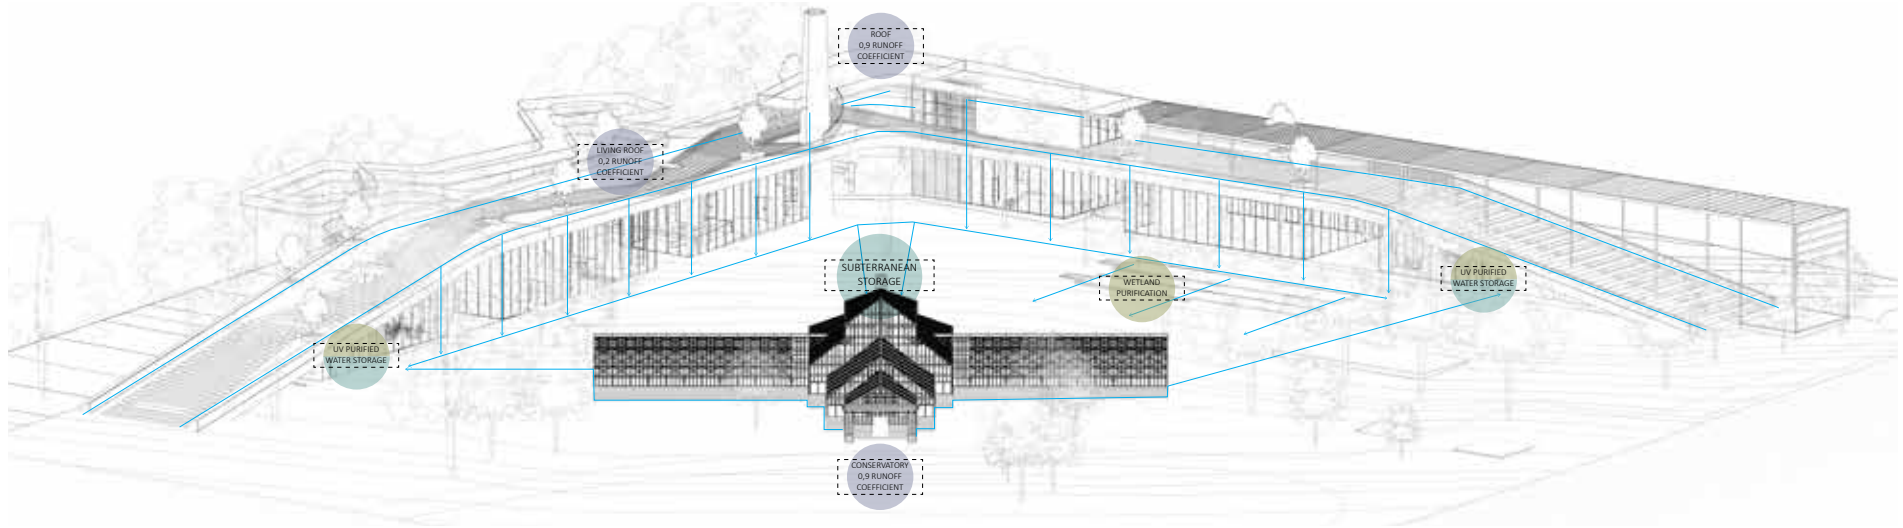 ROOF
0,9 RUNOFF
COEFFICIENT
LIVING ROOF
0,2 RUNOFF
COEFFICIENT
SUBTERRANEAN
STORAGE
WETLAND
PURIFICATION
UV PURIFIED
WATER STORAGE
UV PURIFIED
WATER STORAGE
CONSERVATORY
0,9 RUNOFF
COEFFICIENT